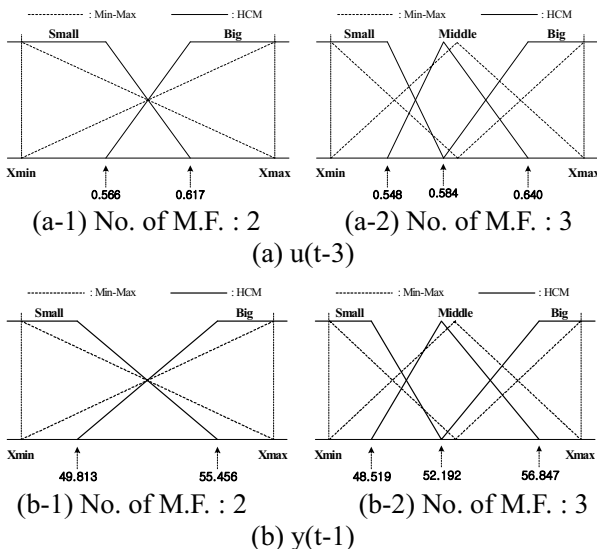 : Min-Max : HCM
Small Big
Xmin Xmax
0.566 0.617
(a-1) No. of M.F. : 2
: Min-Max : HCM
Small Middle Big
Xmin Xmax
0.548 0.584 0.640
(a-2) No. of M.F. : 3
(a) u(t-3)
: Min-Max : HCM
Small Big
Xmin Xmax
49.813 55.456
(b-1) No. of M.F. : 2
: Min-Max : HCM
Small Middle Big
Xmin Xmax
48.519 52.192 56.847
(b-2) No. of M.F. : 3
(b) y(t-1)